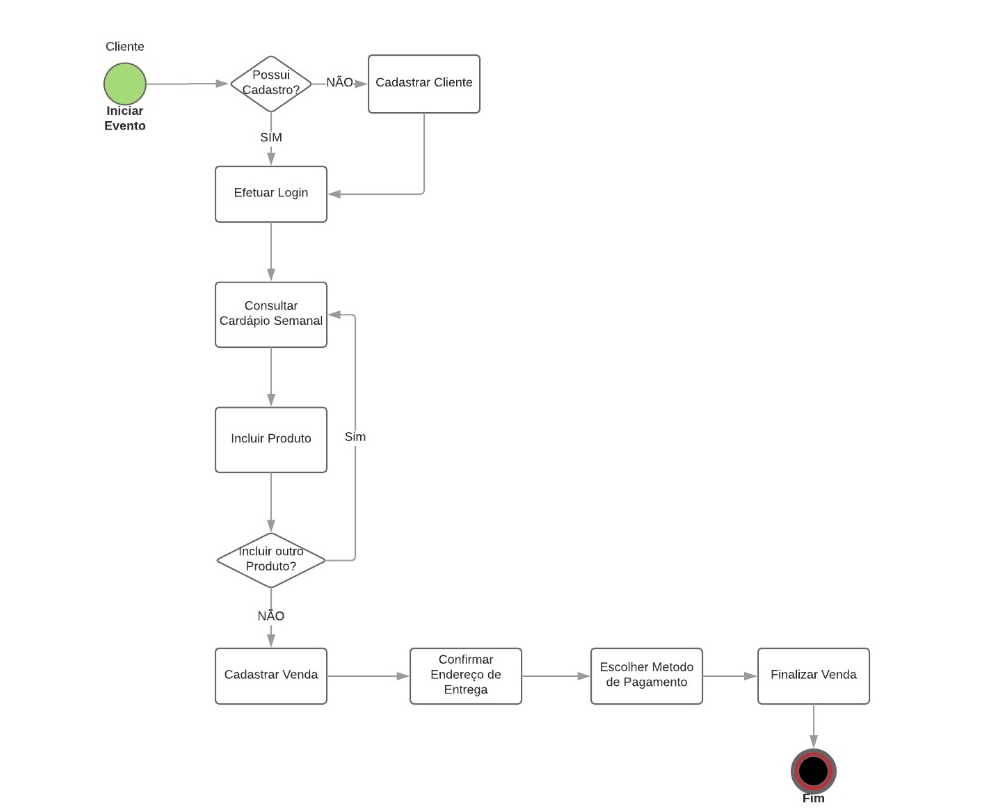 Cliente
Iniciar
Evento
Possui
Cadastro?
NÃO
Cadastrar Cliente
SIM
Efetuar Login
Consultar
Cardápio Semanal
Incluir Produto
Sim
Incluir outro
Produto?
NÃO
Cadastrar Venda
Confirmar
Endereço de
Entrega
Escolher Metodo
de Pagamento
Finalizar Venda
Fim